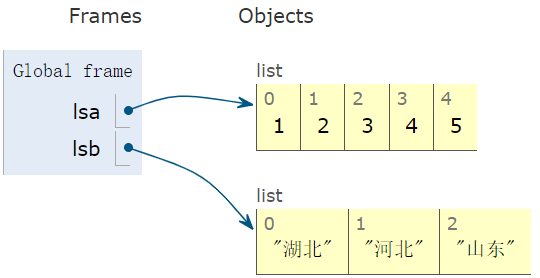 Frames Objects
Global frame
lsa
lsb
list
0 1 2 3 4
1 2 3 4 5
list
0 1 2
"湖北" "河北" "山东"